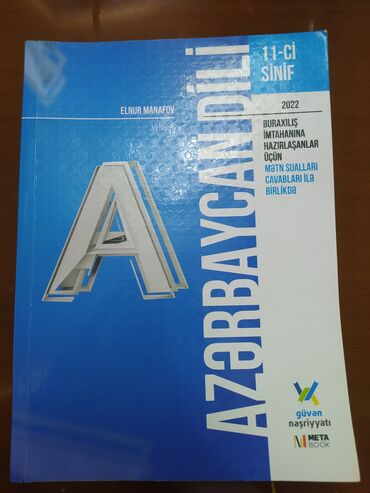 11-Cİ
SİNİF
ELNUR MANAFOV
2022
BURAXILIŞ
İMTAHANINA
HAZIRLAŞANLAR
ÜÇÜN
MƏTN SUALLARI
CAVABLARI İLƏ
BİRLİKDƏ
A
AZƏRBAYCAN DİLİ
güvən
nəşriyyatı
META
BOOK